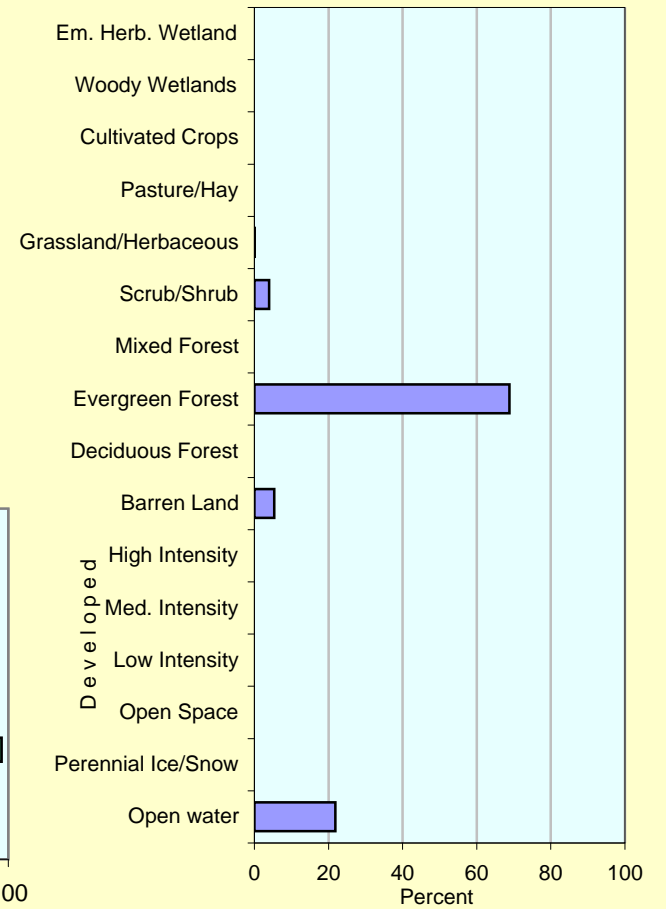 Em. Herb. Wetland
Woody Wetlands
Cultivated Crops
Pasture/Hay
Grassland/Herbaceous
Scrub/Shrub
Mixed Forest
Evergreen Forest
Deciduous Forest
Barren Land
Developed
High Intensity
Med. Intensity
Low Intensity
Open Space
Perennial Ice/Snow
Open water
0 20 40 60 80 100
Percent
00